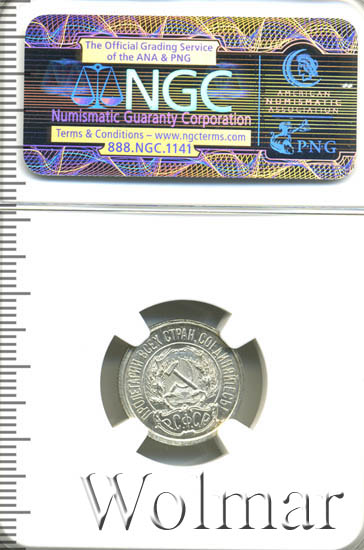 The Official Grading Service
of the ANA & PNG
NGC
Numismatic Guaranty Corporation
Terms & Conditions – www.ngcterms.com
888.NGC.1141
AMERICAN
NUMISMATIC
ASSOCIATION
PNG
ПРОЛЕТАРИИ ВСЕХ СТРАН, СОЕДИНЯЙТЕСЬ!
Р.С.Ф.С.Р.
Wolmar